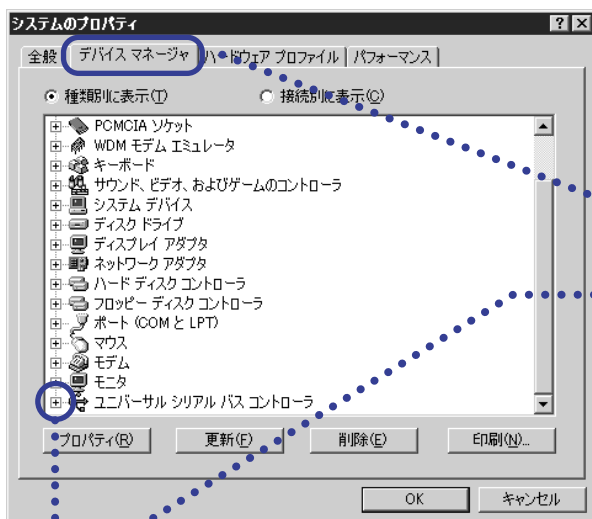 システムのプロパティ
全般 デバイス マネージャ ハードウェア プロファイル パフォーマンス
種類別に表示(T) 接続別に表示(C)
PCMCIA ソケット
WDM モデム エミュレータ
キーボード
サウンド、ビデオ、およびゲームのコントローラ
システム デバイス
ディスク ドライブ
ディスプレイ アダプタ
ネットワーク アダプタ
ハード ディスク コントローラ
フロッピー ディスク コントローラ
ポート (COM と LPT)
マウス
モデム
モニタ
ユニバーサル シリアル バス コントローラ
プロパティ(R) 更新(F) 削除(E) 印刷(N)...
OK キャンセル